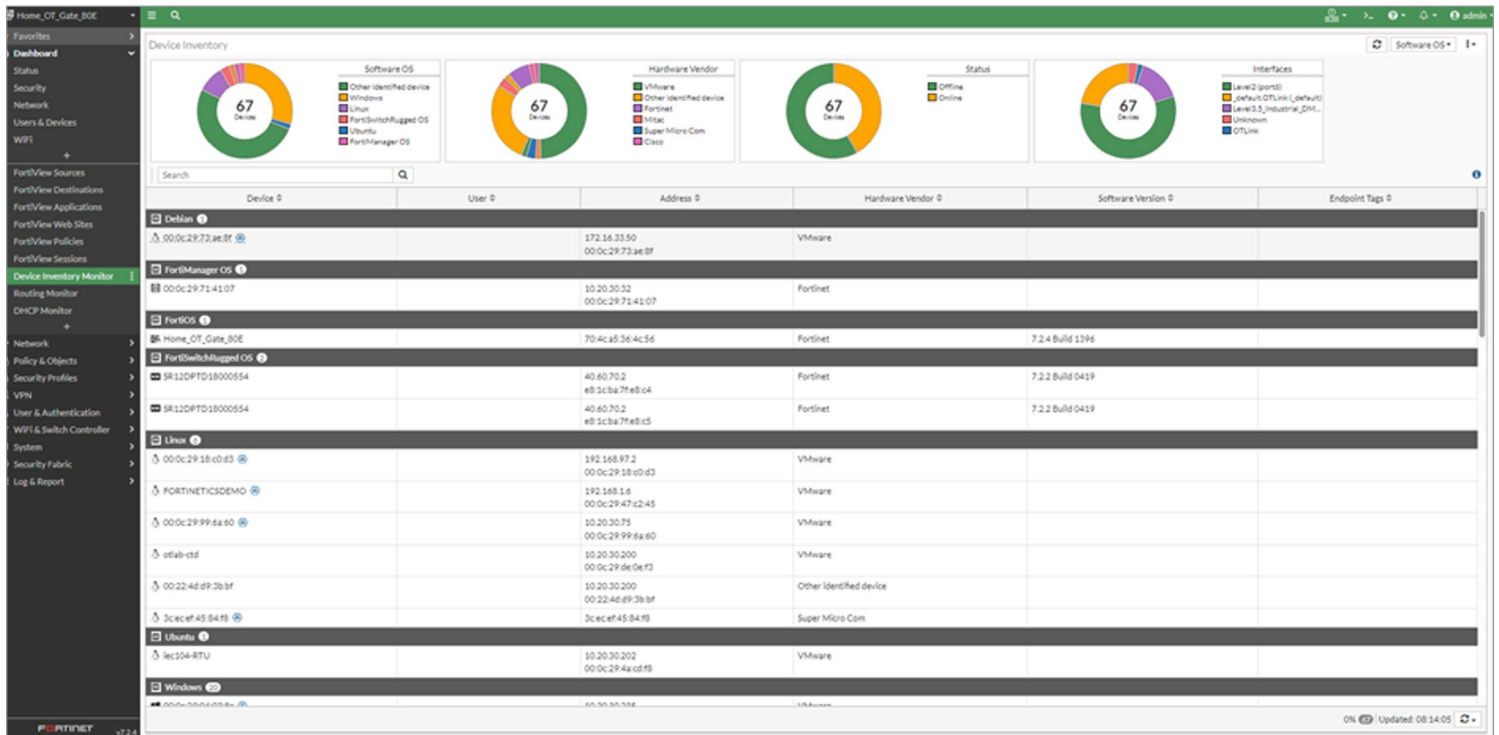 Home_OT_Gate_80E
admin
Favorites
Dashboard
Status
Security
Network
Users & Devices
WiFi
+
FortiView Sources
FortiView Destinations
FortiView Applications
FortiView Web Sites
FortiView Policies
FortiView Sessions
Device Inventory Monitor
Routing Monitor
DHCP Monitor
+
Network
Policy & Objects
Security Profiles
VPN
User & Authentication
WiFi & Switch Controller
System
Security Fabric
Log & Report
FORTINET v7.2.4
Device Inventory
Software OS
67
Devices
Software OS
Other identified device
Windows
Linux
FortiSwitchRugged OS
Ubuntu
FortiManager OS
67
Devices
Hardware Vendor
VMware
Other identified device
Fortinet
Mitac
Super Micro Com
Cisco
67
Devices
Status
Offline
Online
67
Devices
Interfaces
Level2 (port3)
_default.OTLink (_default)
Level3.5_Industrial_DM...
Unknown
OTLink
Search
Device User Address Hardware Vendor Software Version Endpoint Tags
Debian 1
00:0c:29:73:ae:8f 172.16.33.50 VMware
00:0c:29:73:ae:8f
FortiManager OS 1
00:0c:29:71:41:07 10.20.30.32 Fortinet
00:0c:29:71:41:07
FortiOS 1
Home_OT_Gate_80E 70:4c:a5:36:4c:56 Fortinet 7.2.4 Build 1396
FortiSwitchRugged OS 2
SR12DPTD18000554 40.60.70.2 Fortinet 7.2.2 Build 0419
e8:1c:ba:7f:e8:c4
SR12DPTD18000554 40.60.70.2 Fortinet 7.2.2 Build 0419
e8:1c:ba:7f:e8:c5
Linux 6
00:0c:29:18:c0:d3 192.168.97.2 VMware
00:0c:29:18:c0:d3
FORTINETICSDEMO 192.168.1.6 VMware
00:0c:29:47:c2:45
00:0c:29:99:6a:60 10.20.30.75 VMware
00:0c:29:99:6a:60
otlab-ctd 10.20.30.200 VMware
00:0c:29:de:0e:f3
00:22:4d:d9:3b:bf 10.20.30.200 Other identified device
00:22:4d:d9:3b:bf
3c:ec:ef:45:84:f8 3c:ec:ef:45:84:f8 Super Micro Com
Ubuntu 1
iec104-RTU 10.20.30.202 VMware
00:0c:29:4a:cd:f8
Windows 20
0% 67 Updated: 08:14:05